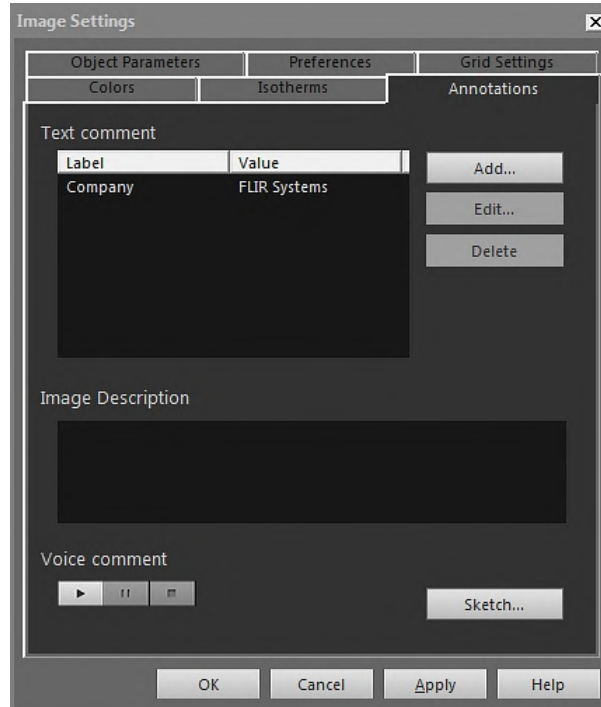 Image Settings
Object Parameters Preferences Grid Settings
Colors Isotherms Annotations
Text comment
Label Value
Company FLIR Systems
Add...
Edit...
Delete
Image Description
Voice comment
Sketch...
OK Cancel Apply Help